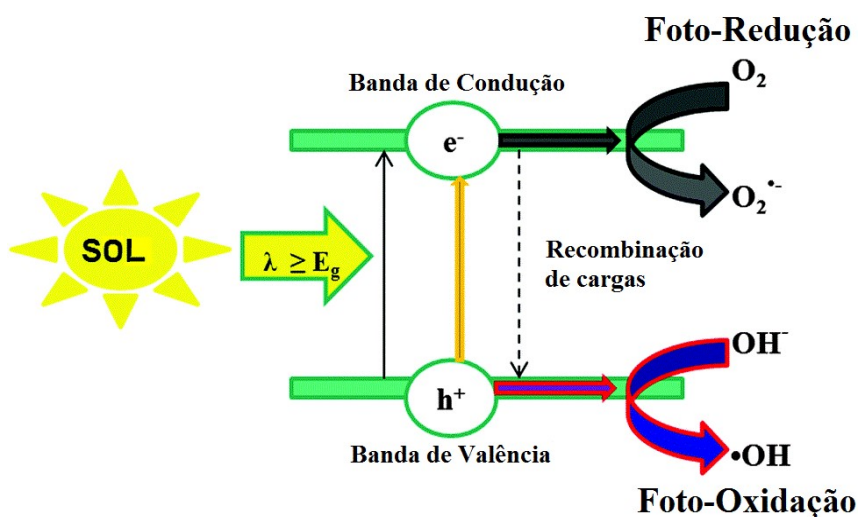 Foto-Redução
O₂
Banda de Condução
e⁻
O₂•⁻
SOL
λ ≥ Eg
Recombinação
de cargas
OH⁻
h⁺
Banda de Valência
•OH
Foto-Oxidação